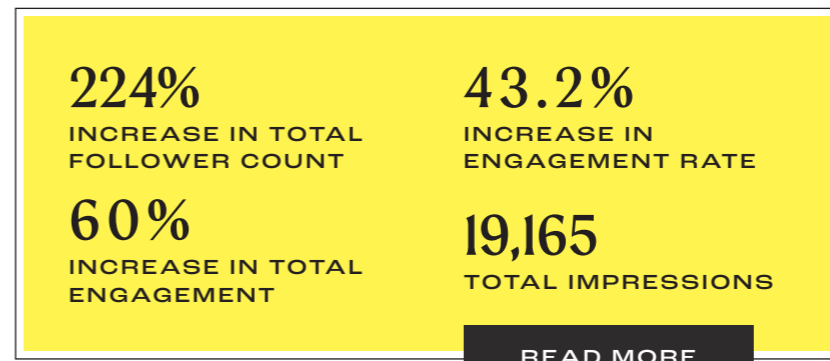 224%
INCREASE IN TOTAL
FOLLOWER COUNT
60%
INCREASE IN TOTAL
ENGAGEMENT
43.2%
INCREASE IN
ENGAGEMENT RATE
19,165
TOTAL IMPRESSIONS
READ MORE